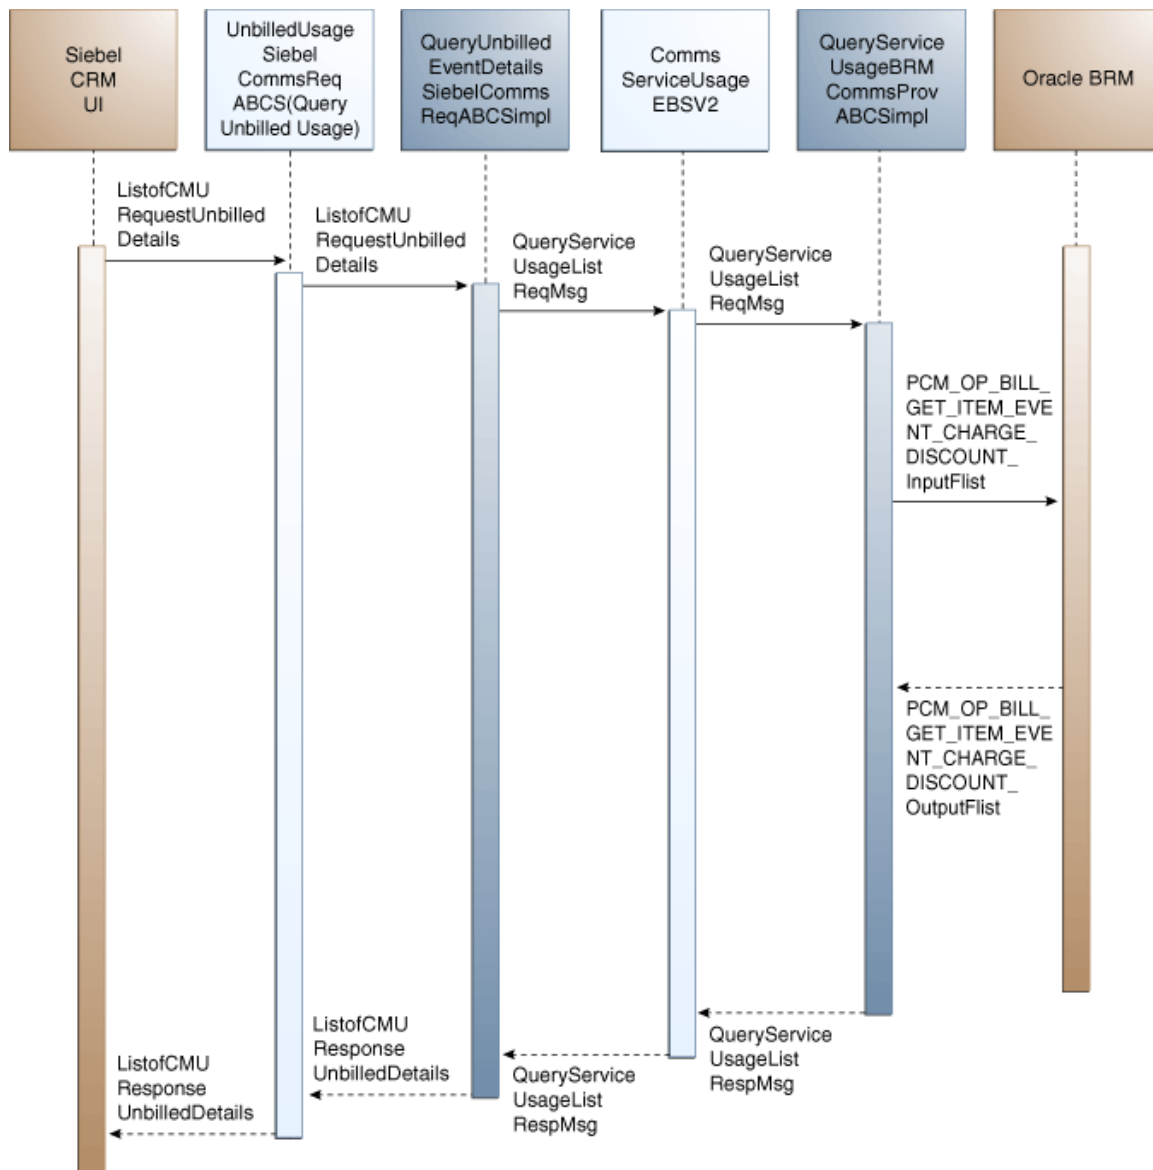 Siebel
CRM
UI
UnbilledUsage
Siebel
CommsReq
ABCS(Query
Unbilled Usage)
QueryUnbilled
EventDetails
SiebelComms
ReqABCSImpl
Comms
ServiceUsage
EBSV2
QueryService
UsageBRM
CommsProv
ABCSimpl
Oracle BRM
ListofCMU
RequestUnbilled
Details
ListofCMU
RequestUnbilled
Details
QueryService
UsageList
ReqMsg
QueryService
UsageList
ReqMsg
PCM_OP_BILL_
GET_ITEM_EVE
NT_CHARGE_
DISCOUNT_
InputFlist
PCM_OP_BILL_
GET_ITEM_EVE
NT_CHARGE_
DISCOUNT_
OutputFlist
QueryService
UsageList
RespMsg
QueryService
UsageList
RespMsg
ListofCMU
Response
UnbilledDetails
ListofCMU
Response
UnbilledDetails